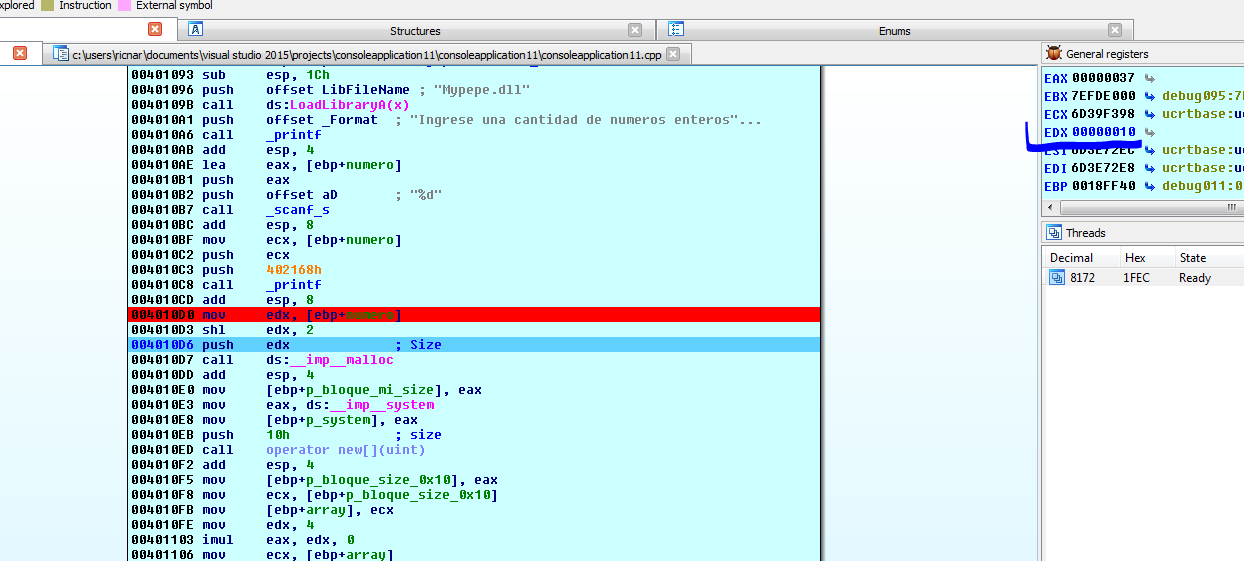 xplored Instruction External symbol
Structures Enums
c:\users\ricnar\documents\visual studio 2015\projects\consoleapplication11\consoleapplication11\consoleapplication11.cpp
General registers
00401093 sub esp, 1Ch
00401096 push offset LibFileName ; "Mypepe.dll"
0040109B call ds:LoadLibraryA(x)
004010A1 push offset _Format ; "Ingrese una cantidad de numeros enteros"...
004010A6 call _printf
004010AB add esp, 4
004010AE lea eax, [ebp+numero]
004010B1 push eax
004010B2 push offset aD ; "%d"
004010B7 call _scanf_s
004010BC add esp, 8
004010BF mov ecx, [ebp+numero]
004010C2 push ecx
004010C3 push 402168h
004010C8 call _printf
004010CD add esp, 8
004010D0 mov edx, [ebp+numero]
004010D3 shl edx, 2
004010D6 push edx ; Size
004010D7 call ds:__imp__malloc
004010DD add esp, 4
004010E0 mov [ebp+p_bloque_mi_size], eax
004010E3 mov eax, ds:__imp__system
004010E8 mov [ebp+p_system], eax
004010EB push 10h ; size
004010ED call operator new[](uint)
004010F2 add esp, 4
004010F5 mov [ebp+p_bloque_size_0x10], eax
004010F8 mov ecx, [ebp+p_bloque_size_0x10]
004010FB mov [ebp+array], ecx
004010FE mov edx, 4
00401103 imul eax, edx, 0
00401106 mov ecx, [ebp+array]
EAX 00000037
EBX 7EFDE000 debug095:7
ECX 6D39F398 ucrtbase:uc
EDX 00000010
ESI 6D3E72EC ucrtbase:uc
EDI 6D3E72E8 ucrtbase:uc
EBP 0018FF40 debug011:0
Threads
Decimal Hex State
8172 1FEC Ready